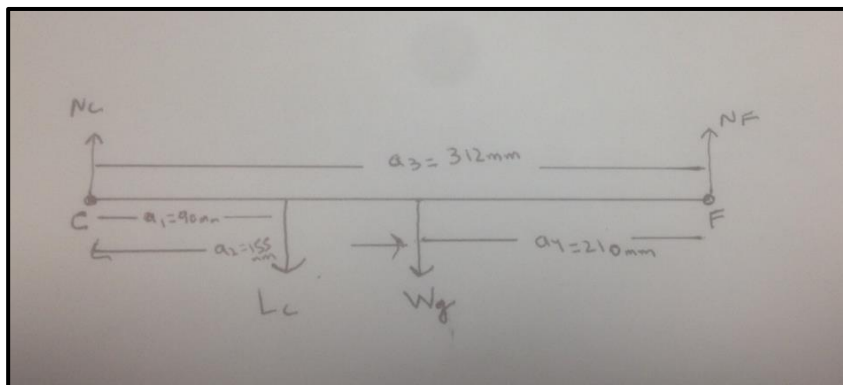 Nc NF
a3 = 312mm
C a1=90mm F
a2=155 mm a4=210mm
Lc Wg